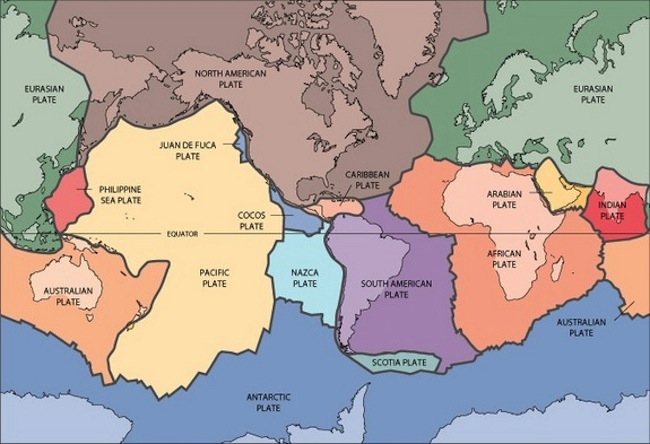 NORTH AMERICAN
PLATE
EURASIAN
PLATE
EURASIAN
PLATE
JUAN DE FUCA
PLATE
CARIBBEAN
PLATE
PHILIPPINE
SEA PLATE
ARABIAN
PLATE
INDIAN
PLATE
COCOS
PLATE
EQUATOR
AFRICAN
PLATE
AUSTRALIAN
PLATE
PACIFIC
PLATE
NAZCA
PLATE
SOUTH AMERICAN
PLATE
AUSTRALIAN
PLATE
SCOTIA PLATE
ANTARCTIC
PLATE